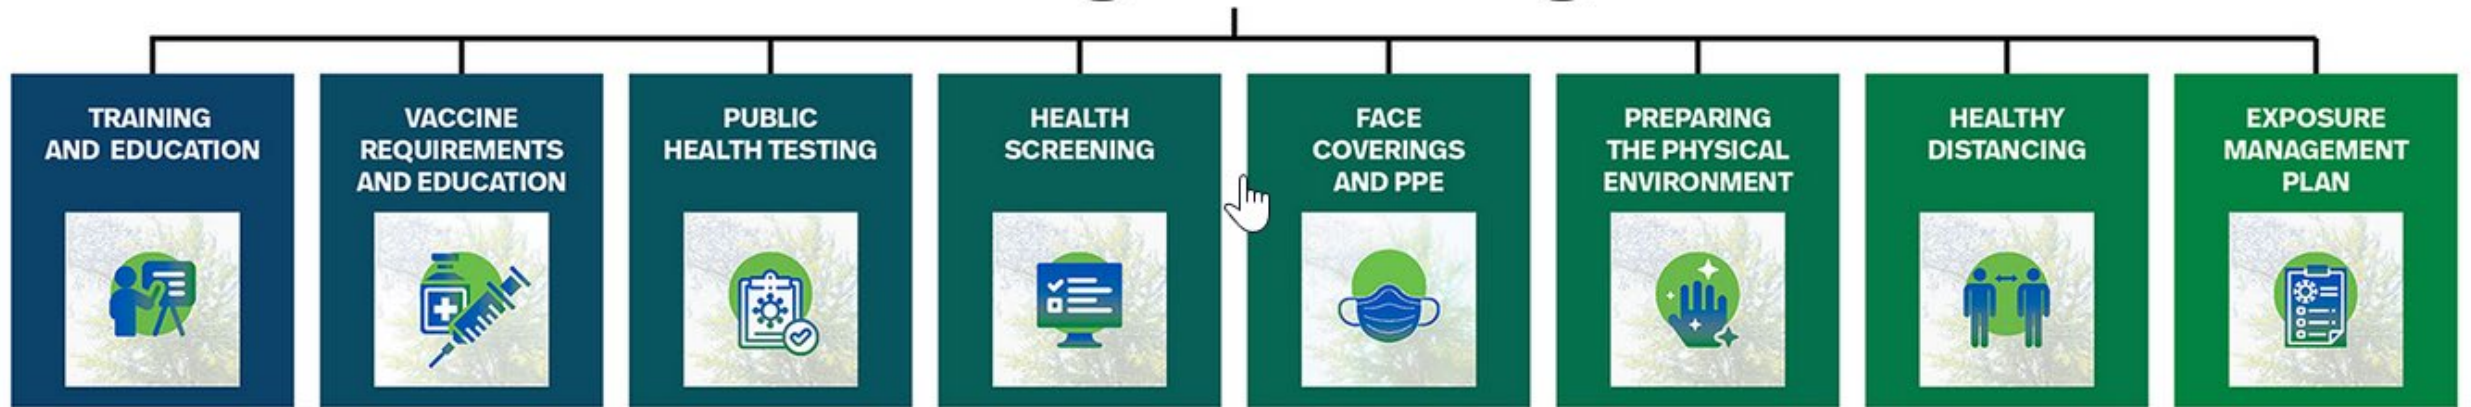 TRAINING
AND EDUCATION
VACCINE
REQUIREMENTS
AND EDUCATION
PUBLIC
HEALTH TESTING
HEALTH
SCREENING
FACE
COVERINGS
AND PPE
PREPARING
THE PHYSICAL
ENVIRONMENT
HEALTHY
DISTANCING
EXPOSURE
MANAGEMENT
PLAN